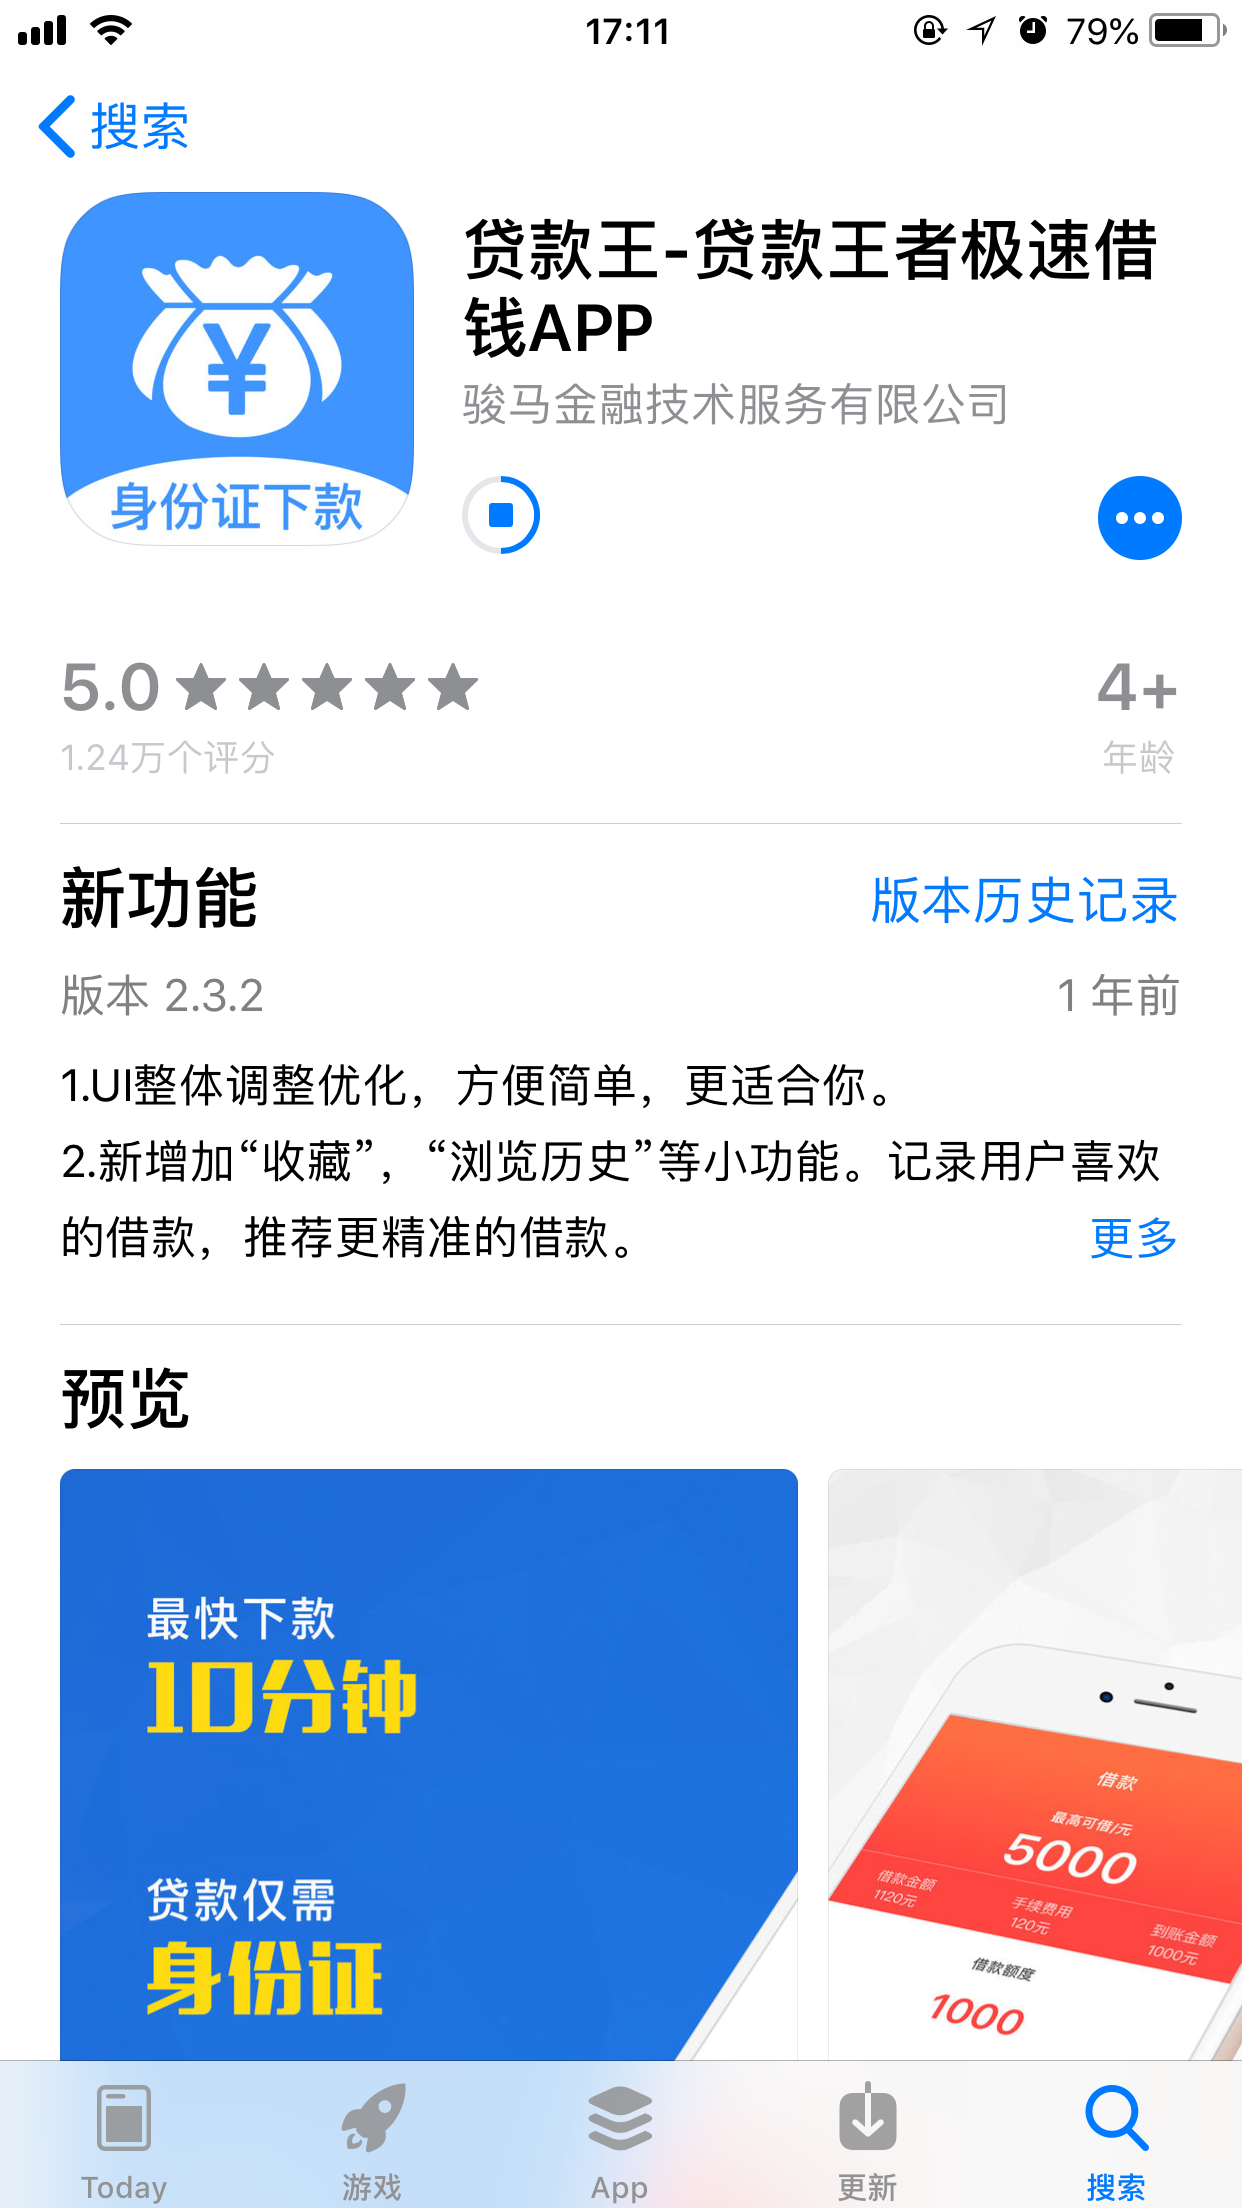 17:11
79%
搜索
贷款王-贷款王者极速借
钱APP
骏马金融技术服务有限公司
¥
身份证下款
5.0
4+
1.24万个评分
年龄
新功能
版本历史记录
版本 2.3.2
1 年前
1.UI整体调整优化，方便简单，更适合你。
2.新增加“收藏”，“浏览历史”等小功能。记录用户喜欢
的借款，推荐更精准的借款。
更多
预览
最快下款
10分钟
贷款仅需
身份证
借款
最高可借/元
5000
借款金额
1120元
手续费用
120元
到账金额
1000元
借款额度
1000
Today
游戏
App
更新
搜索